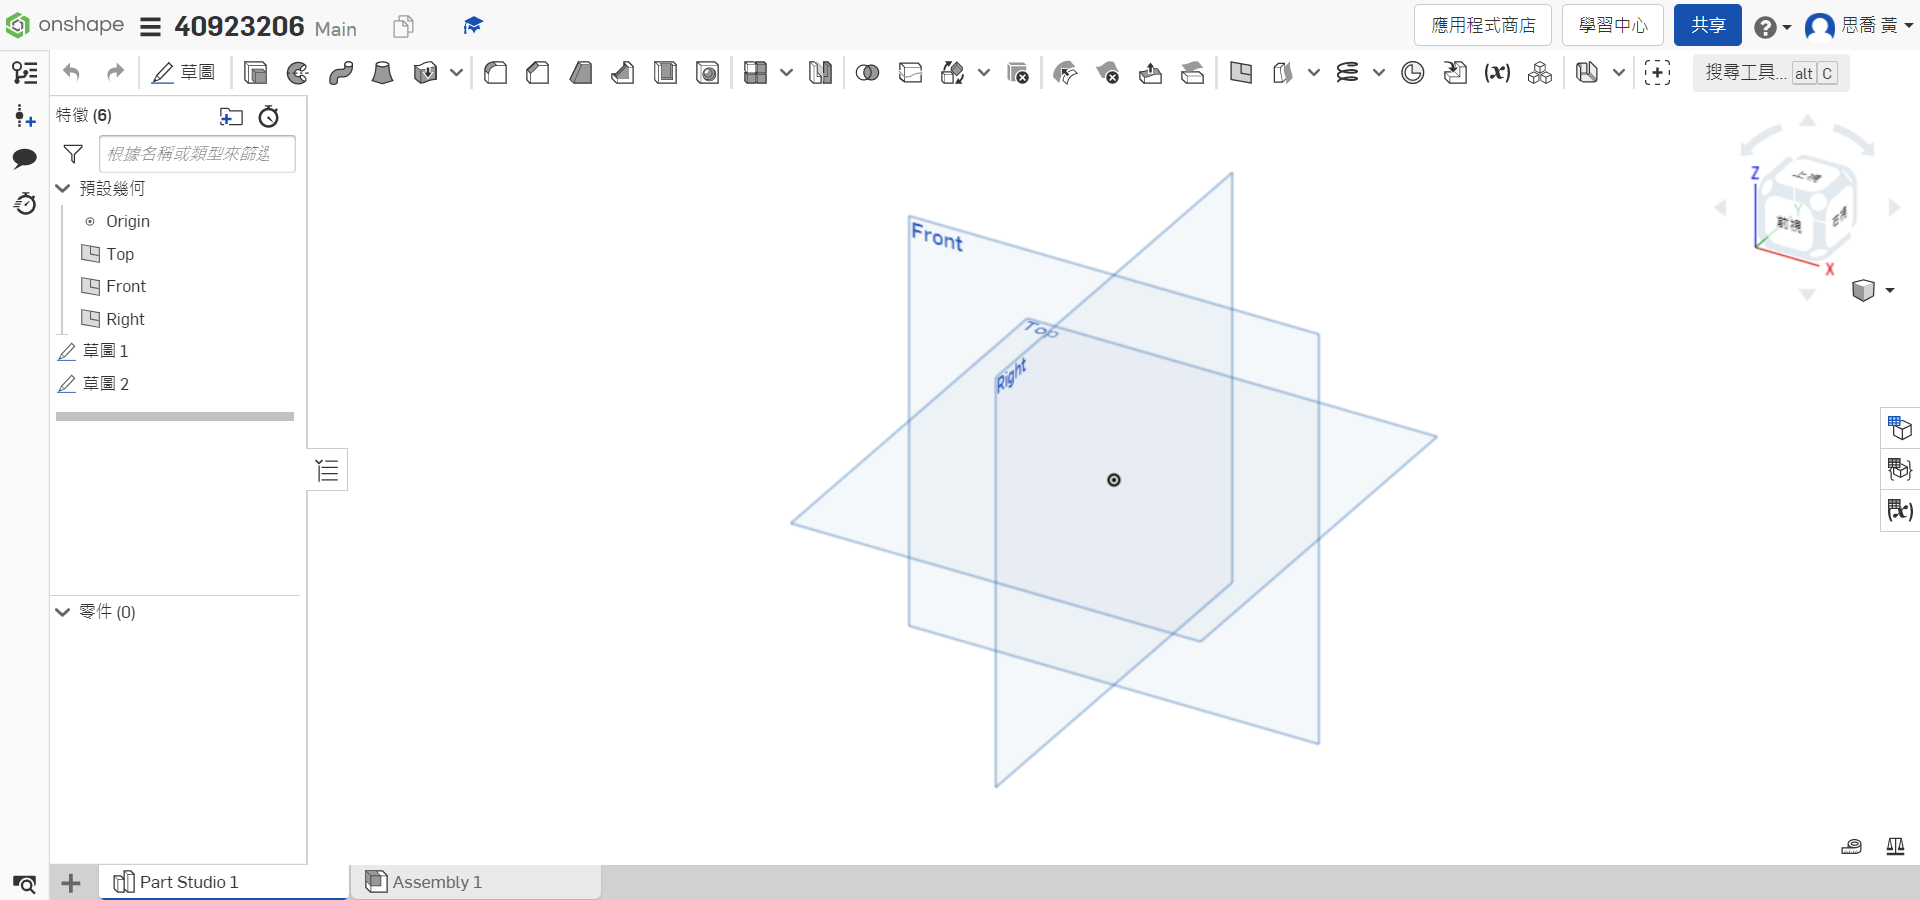 onshape 40923206 Main 應用程式商店 學習中心 共享 思喬 黃
草圖 搜尋工具... alt C
特徵 (6)
根據名稱或類型來篩選
預設幾何
Origin
Top
Front
Right
草圖 1
草圖 2
零件 (0)
Front
Top
Right
Z
上視
Y
前視
右視
X
Part Studio 1
Assembly 1